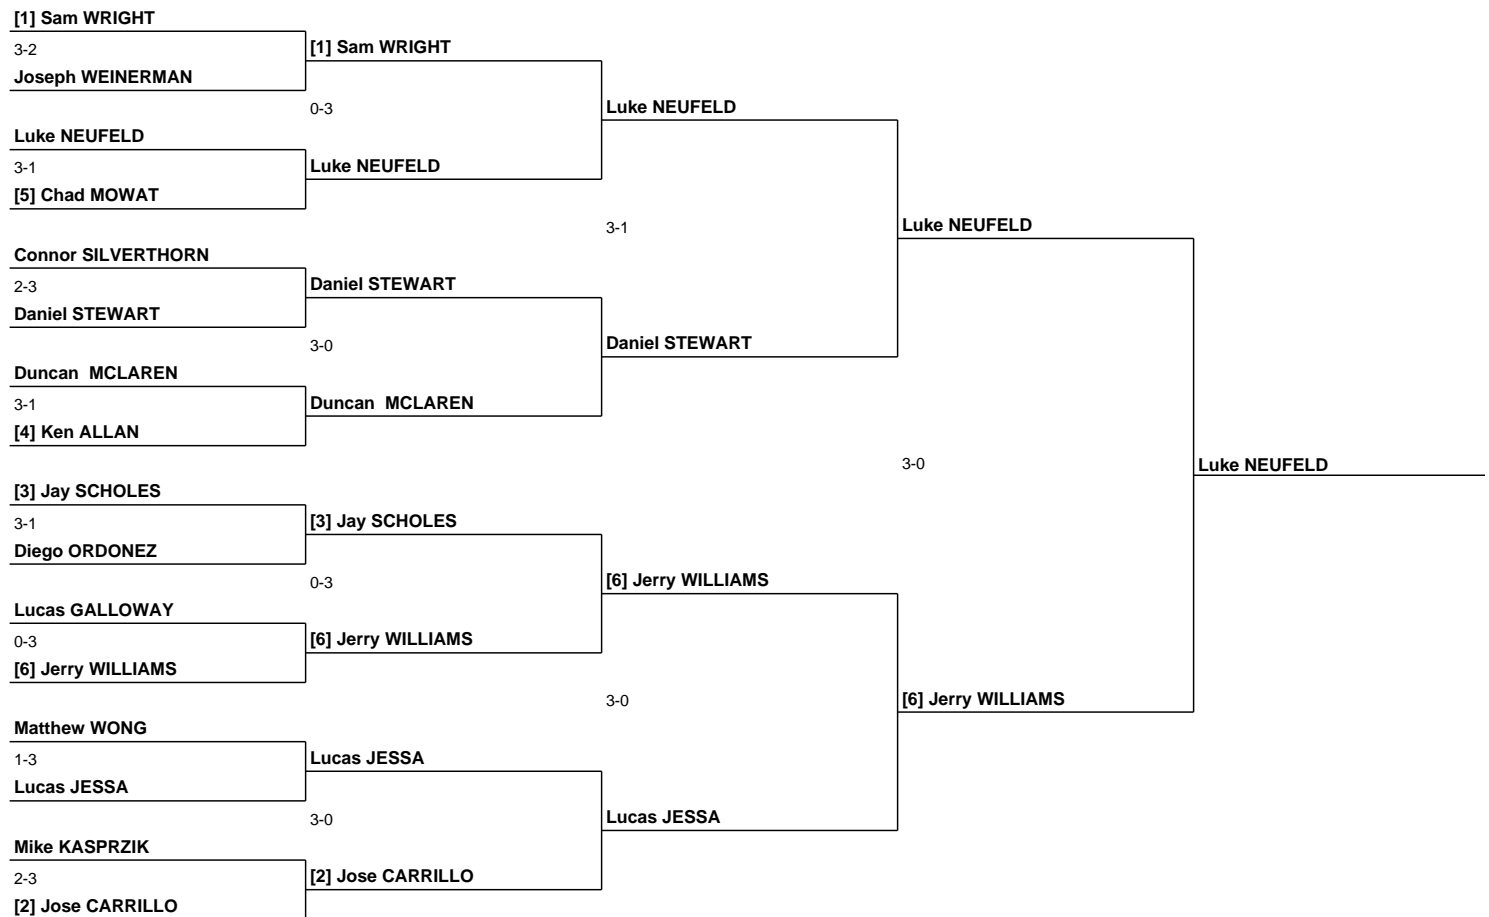 [1] Sam WRIGHT
3-2
[1] Sam WRIGHT
Joseph WEINERMAN
0-3
Luke NEUFELD
Luke NEUFELD
3-1
Luke NEUFELD
[5] Chad MOWAT
3-1
Luke NEUFELD
Connor SILVERTHORN
2-3
Daniel STEWART
Daniel STEWART
3-0
Daniel STEWART
Duncan  MCLAREN
3-1
Duncan  MCLAREN
[4] Ken ALLAN
3-0
Luke NEUFELD
[3] Jay SCHOLES
3-1
[3] Jay SCHOLES
Diego ORDONEZ
0-3
[6] Jerry WILLIAMS
Lucas GALLOWAY
0-3
[6] Jerry WILLIAMS
[6] Jerry WILLIAMS
3-0
[6] Jerry WILLIAMS
Matthew WONG
1-3
Lucas JESSA
Lucas JESSA
3-0
Lucas JESSA
Mike KASPRZIK
2-3
[2] Jose CARRILLO
[2] Jose CARRILLO